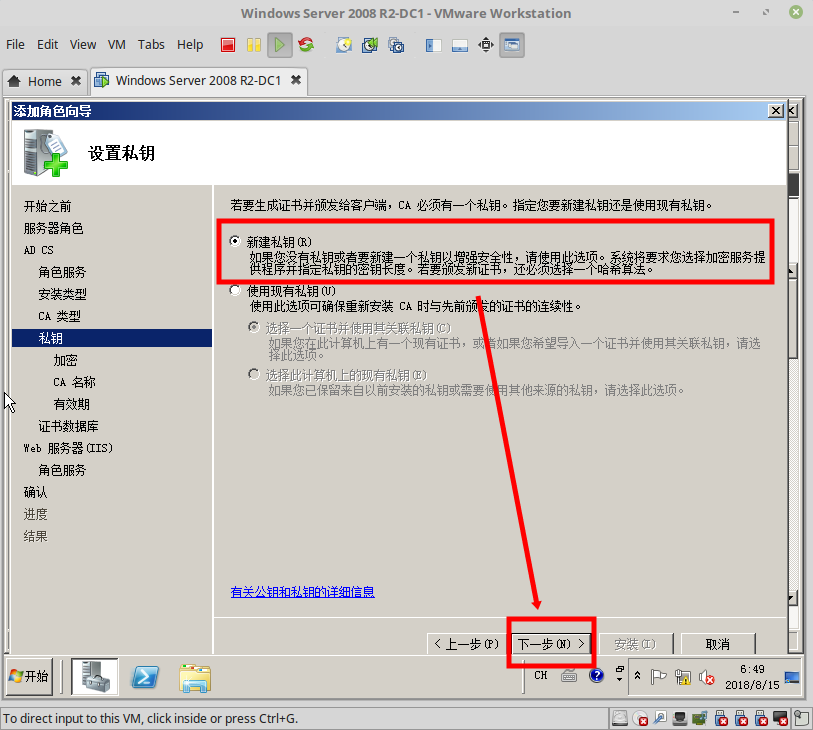 Windows Server 2008 R2-DC1 - VMware Workstation
File Edit View VM Tabs Help
Home
Windows Server 2008 R2-DC1
添加角色向导
设置私钥
开始之前
服务器角色
AD CS
角色服务
安装类型
CA 类型
私钥
加密
CA 名称
有效期
证书数据库
Web 服务器(IIS)
角色服务
确认
进度
结果
若要生成证书并颁发给客户端，CA 必须有一个私钥。指定您要新建私钥还是使用现有私钥。
新建私钥(R)
如果您没有私钥或者要新建一个私钥以增强安全性，请使用此选项。系统将要求您选择加密服务提
供程序并指定私钥的密钥长度。若要颁发新证书，还必须选择一个哈希算法。
使用现有私钥(U)
使用此选项可确保重新安装 CA 时与先前颁发的证书的连续性。
选择一个证书并使用其关联私钥(C)
如果您在此计算机上有一个现有证书，或者如果您希望导入一个证书并使用其关联私钥，请选
择此选项。
选择此计算机上的现有私钥(E)
如果您已保留来自以前安装的私钥或需要使用其他来源的私钥，请选择此选项。
有关公钥和私钥的详细信息
< 上一步(P)
下一步(N) >
安装(I)
取消
开始
CH
6:49
2018/8/15
To direct input to this VM, click inside or press Ctrl+G.